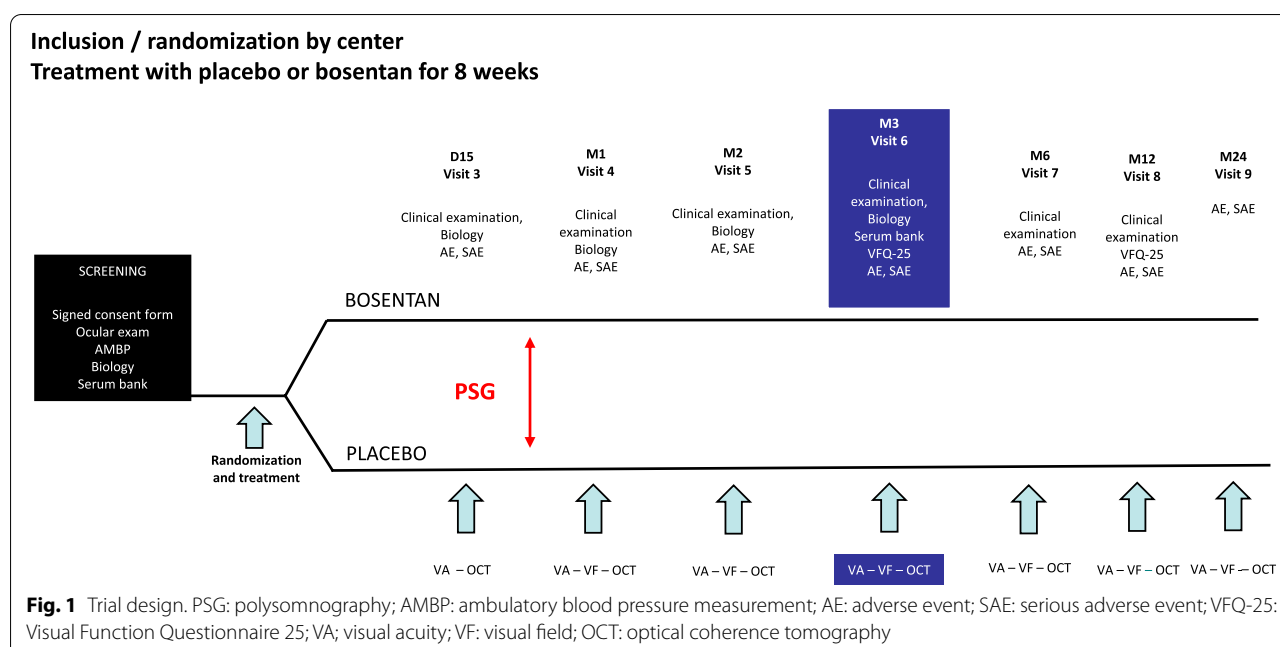 Inclusion / randomization by center
Treatment with placebo or bosentan for 8 weeks
SCREENING
Signed consent form
Ocular exam
AMBP
Biology
Serum bank
Randomization
and treatment
BOSENTAN
PLACEBO
PSG
D15
Visit 3
Clinical examination,
Biology
AE, SAE
M1
Visit 4
Clinical
examination
Biology
AE, SAE
M2
Visit 5
Clinical examination,
Biology
AE, SAE
M3
Visit 6
Clinical
examination,
Biology
Serum bank
VFQ-25
AE, SAE
M6
Visit 7
Clinical
examination
AE, SAE
M12
Visit 8
Clinical
examination
VFQ-25
AE, SAE
M24
Visit 9
AE, SAE
VA – OCT
VA – VF – OCT
VA – VF – OCT
VA – VF – OCT
VA – VF – OCT
VA – VF – OCT
VA – VF – OCT
Fig. 1 Trial design. PSG: polysomnography; AMBP: ambulatory blood pressure measurement; AE: adverse event; SAE: serious adverse event; VFQ-25:
Visual Function Questionnaire 25; VA; visual acuity; VF: visual field; OCT: optical coherence tomography